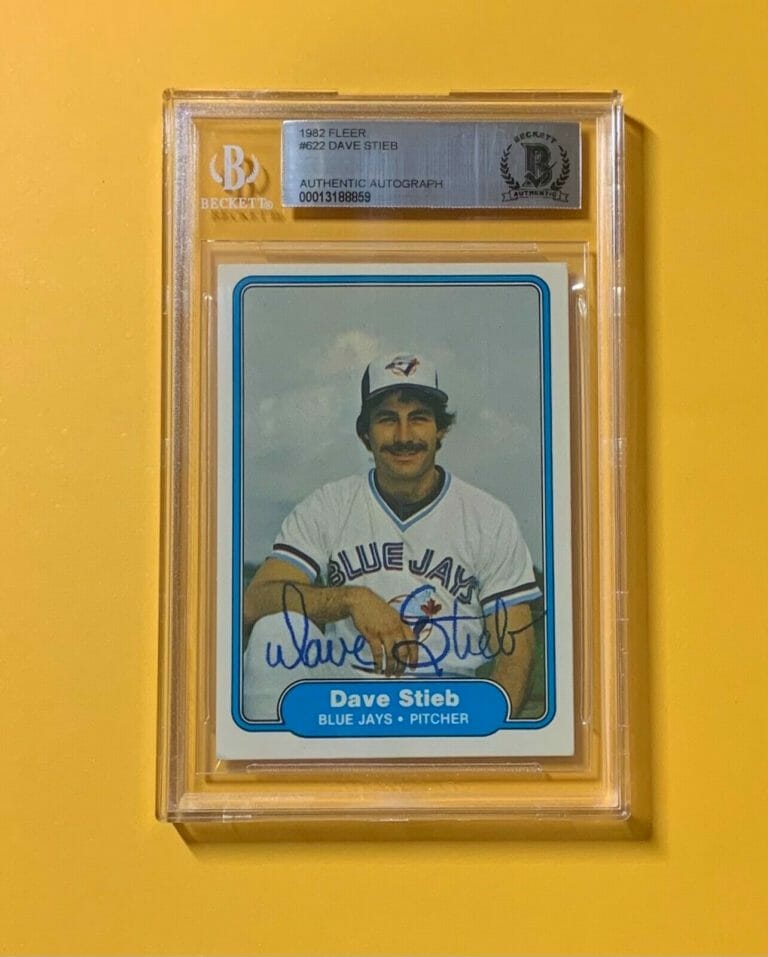 1982 FLEER
#622 DAVE STIEB
AUTHENTIC AUTOGRAPH
00013188859
BECKETT
B
AUTHENTIC
B
BECKETT®
BLUE JAYS
Dave Stieb
Dave Stieb
BLUE JAYS • PITCHER